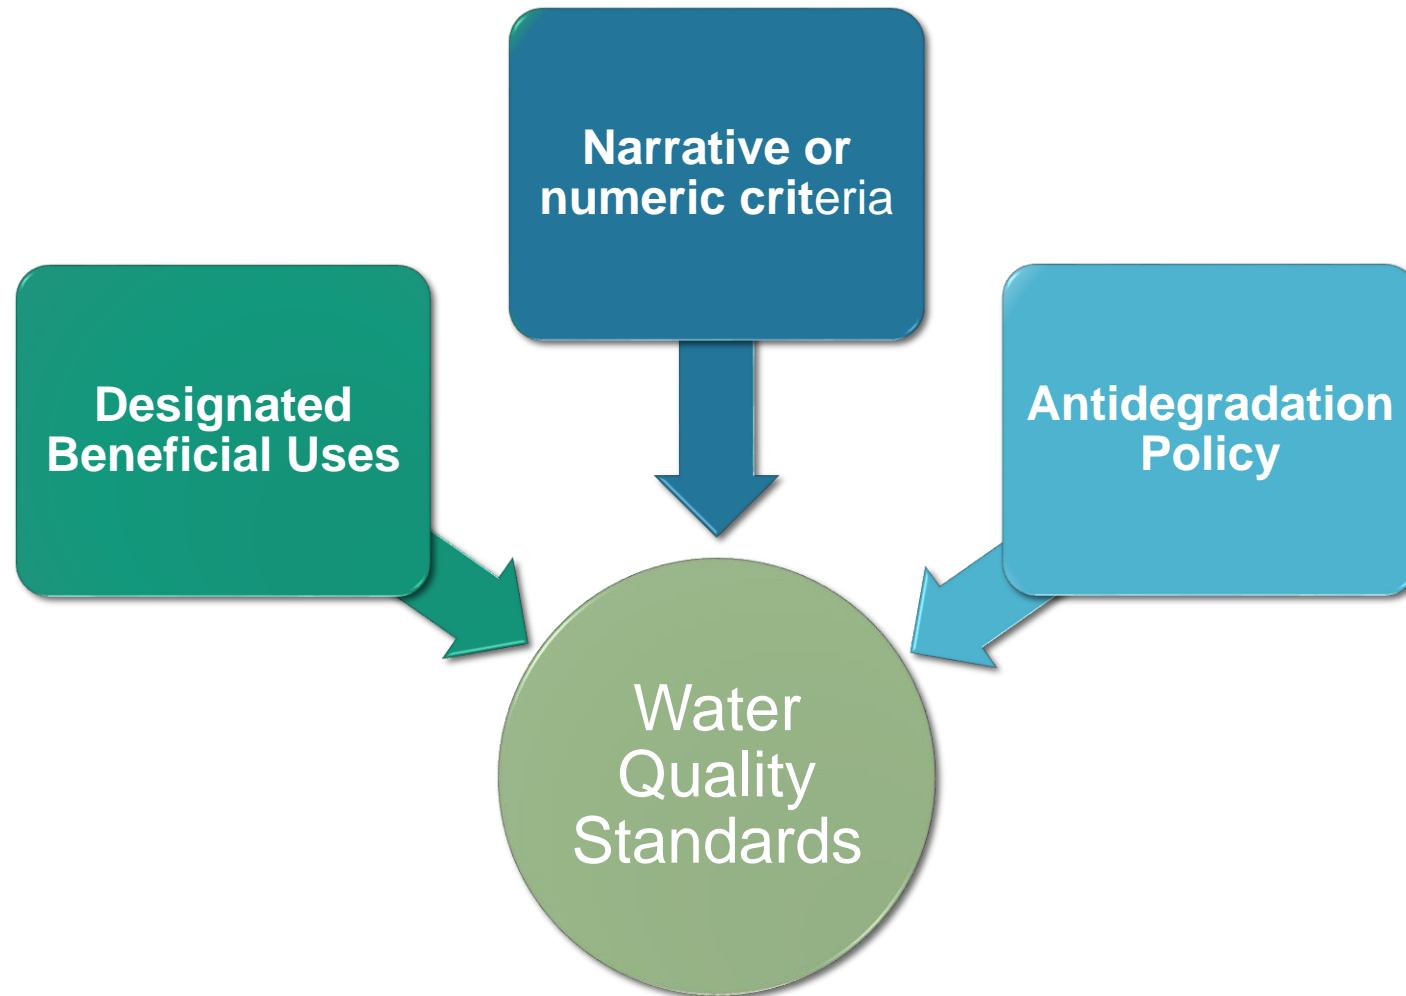 Narrative or
numeric criteria
Designated
Beneficial Uses
Antidegradation
Policy
Water
Quality
Standards